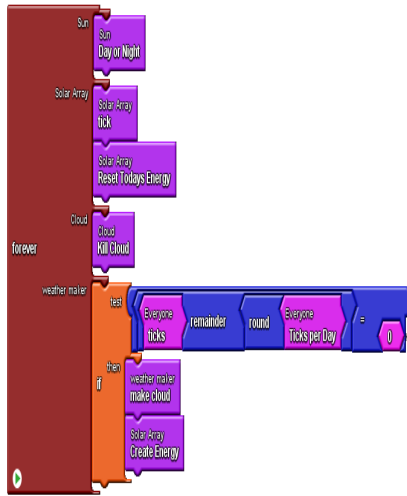 Sun
Sun
Day or Night
Solar Array
Solar Array
tick
Solar Array
Reset Todays Energy
Cloud
Cloud
Kill Cloud
forever
weather maker
test
Everyone
ticks
remainder
round
Everyone
Ticks per Day
=
0
if
then
weather maker
make cloud
Solar Array
Create Energy